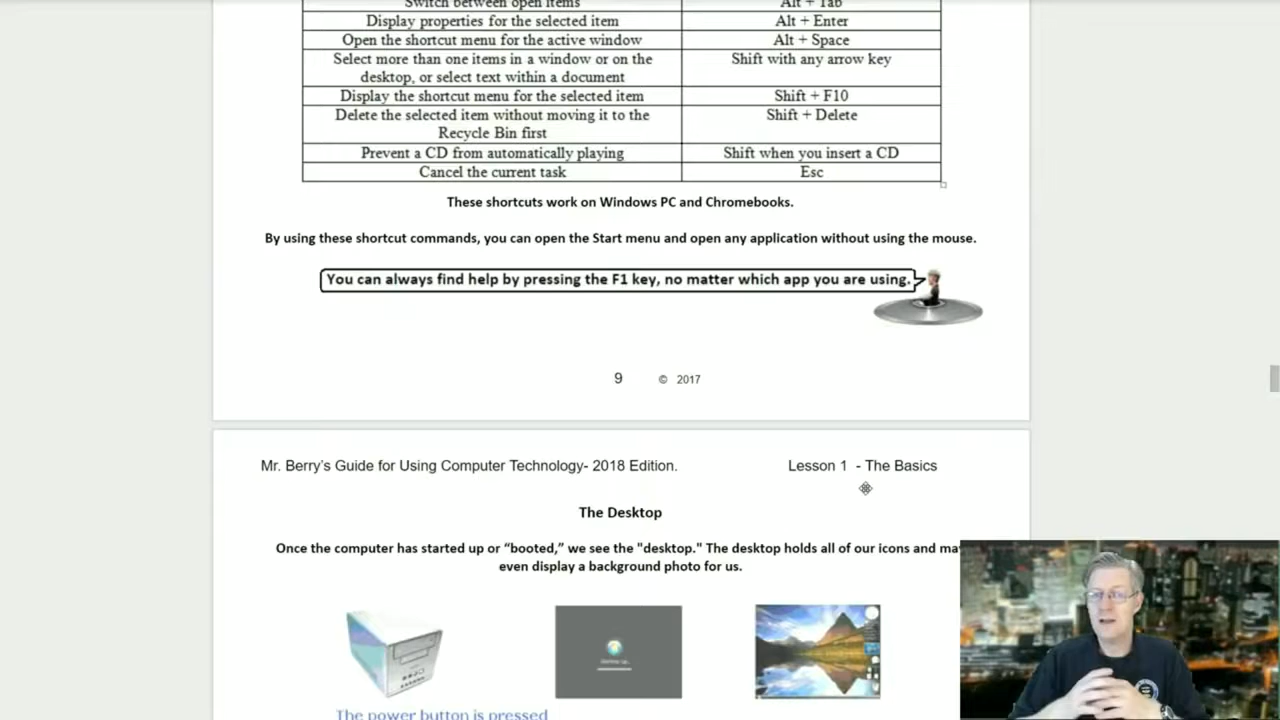 Switch between open items Alt + Tab
Display properties for the selected item Alt + Enter
Open the shortcut menu for the active window Alt + Space
Select more than one items in a window or on the Shift with any arrow key
desktop, or select text within a document
Display the shortcut menu for the selected item Shift + F10
Delete the selected item without moving it to the Shift + Delete
Recycle Bin first
Prevent a CD from automatically playing Shift when you insert a CD
Cancel the current task Esc
These shortcuts work on Windows PC and Chromebooks.
By using these shortcut commands, you can open the Start menu and open any application without using the mouse.
You can always find help by pressing the F1 key, no matter which app you are using.
9 © 2017
Mr. Berry's Guide for Using Computer Technology- 2018 Edition. Lesson 1 - The Basics
The Desktop
Once the computer has started up or “booted,” we see the "desktop." The desktop holds all of our icons and may
even display a background photo for us.
The power button is pressed